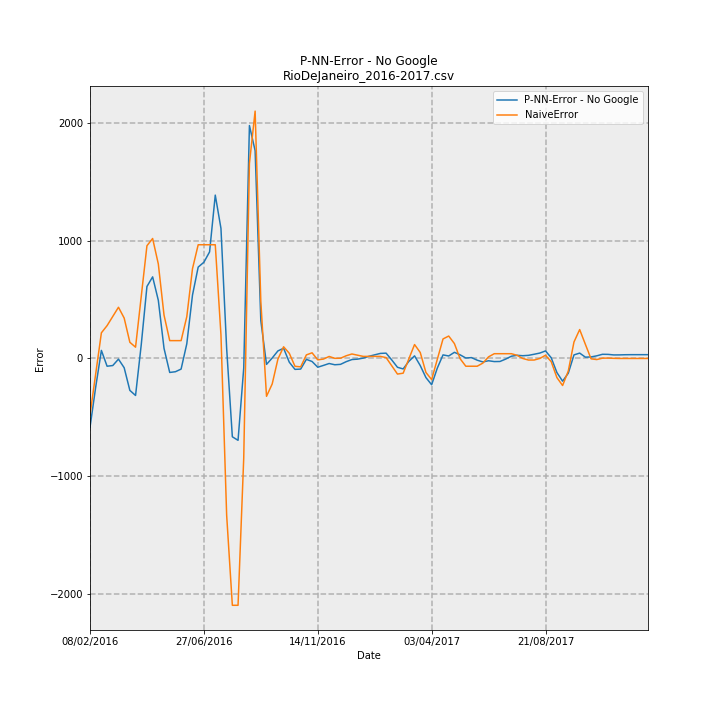 P-NN-Error - No Google
RioDeJaneiro_2016-2017.csv
P-NN-Error - No Google
NaiveError
2000
1000
0
−1000
−2000
Error
08/02/2016
27/06/2016
14/11/2016
03/04/2017
21/08/2017
Date